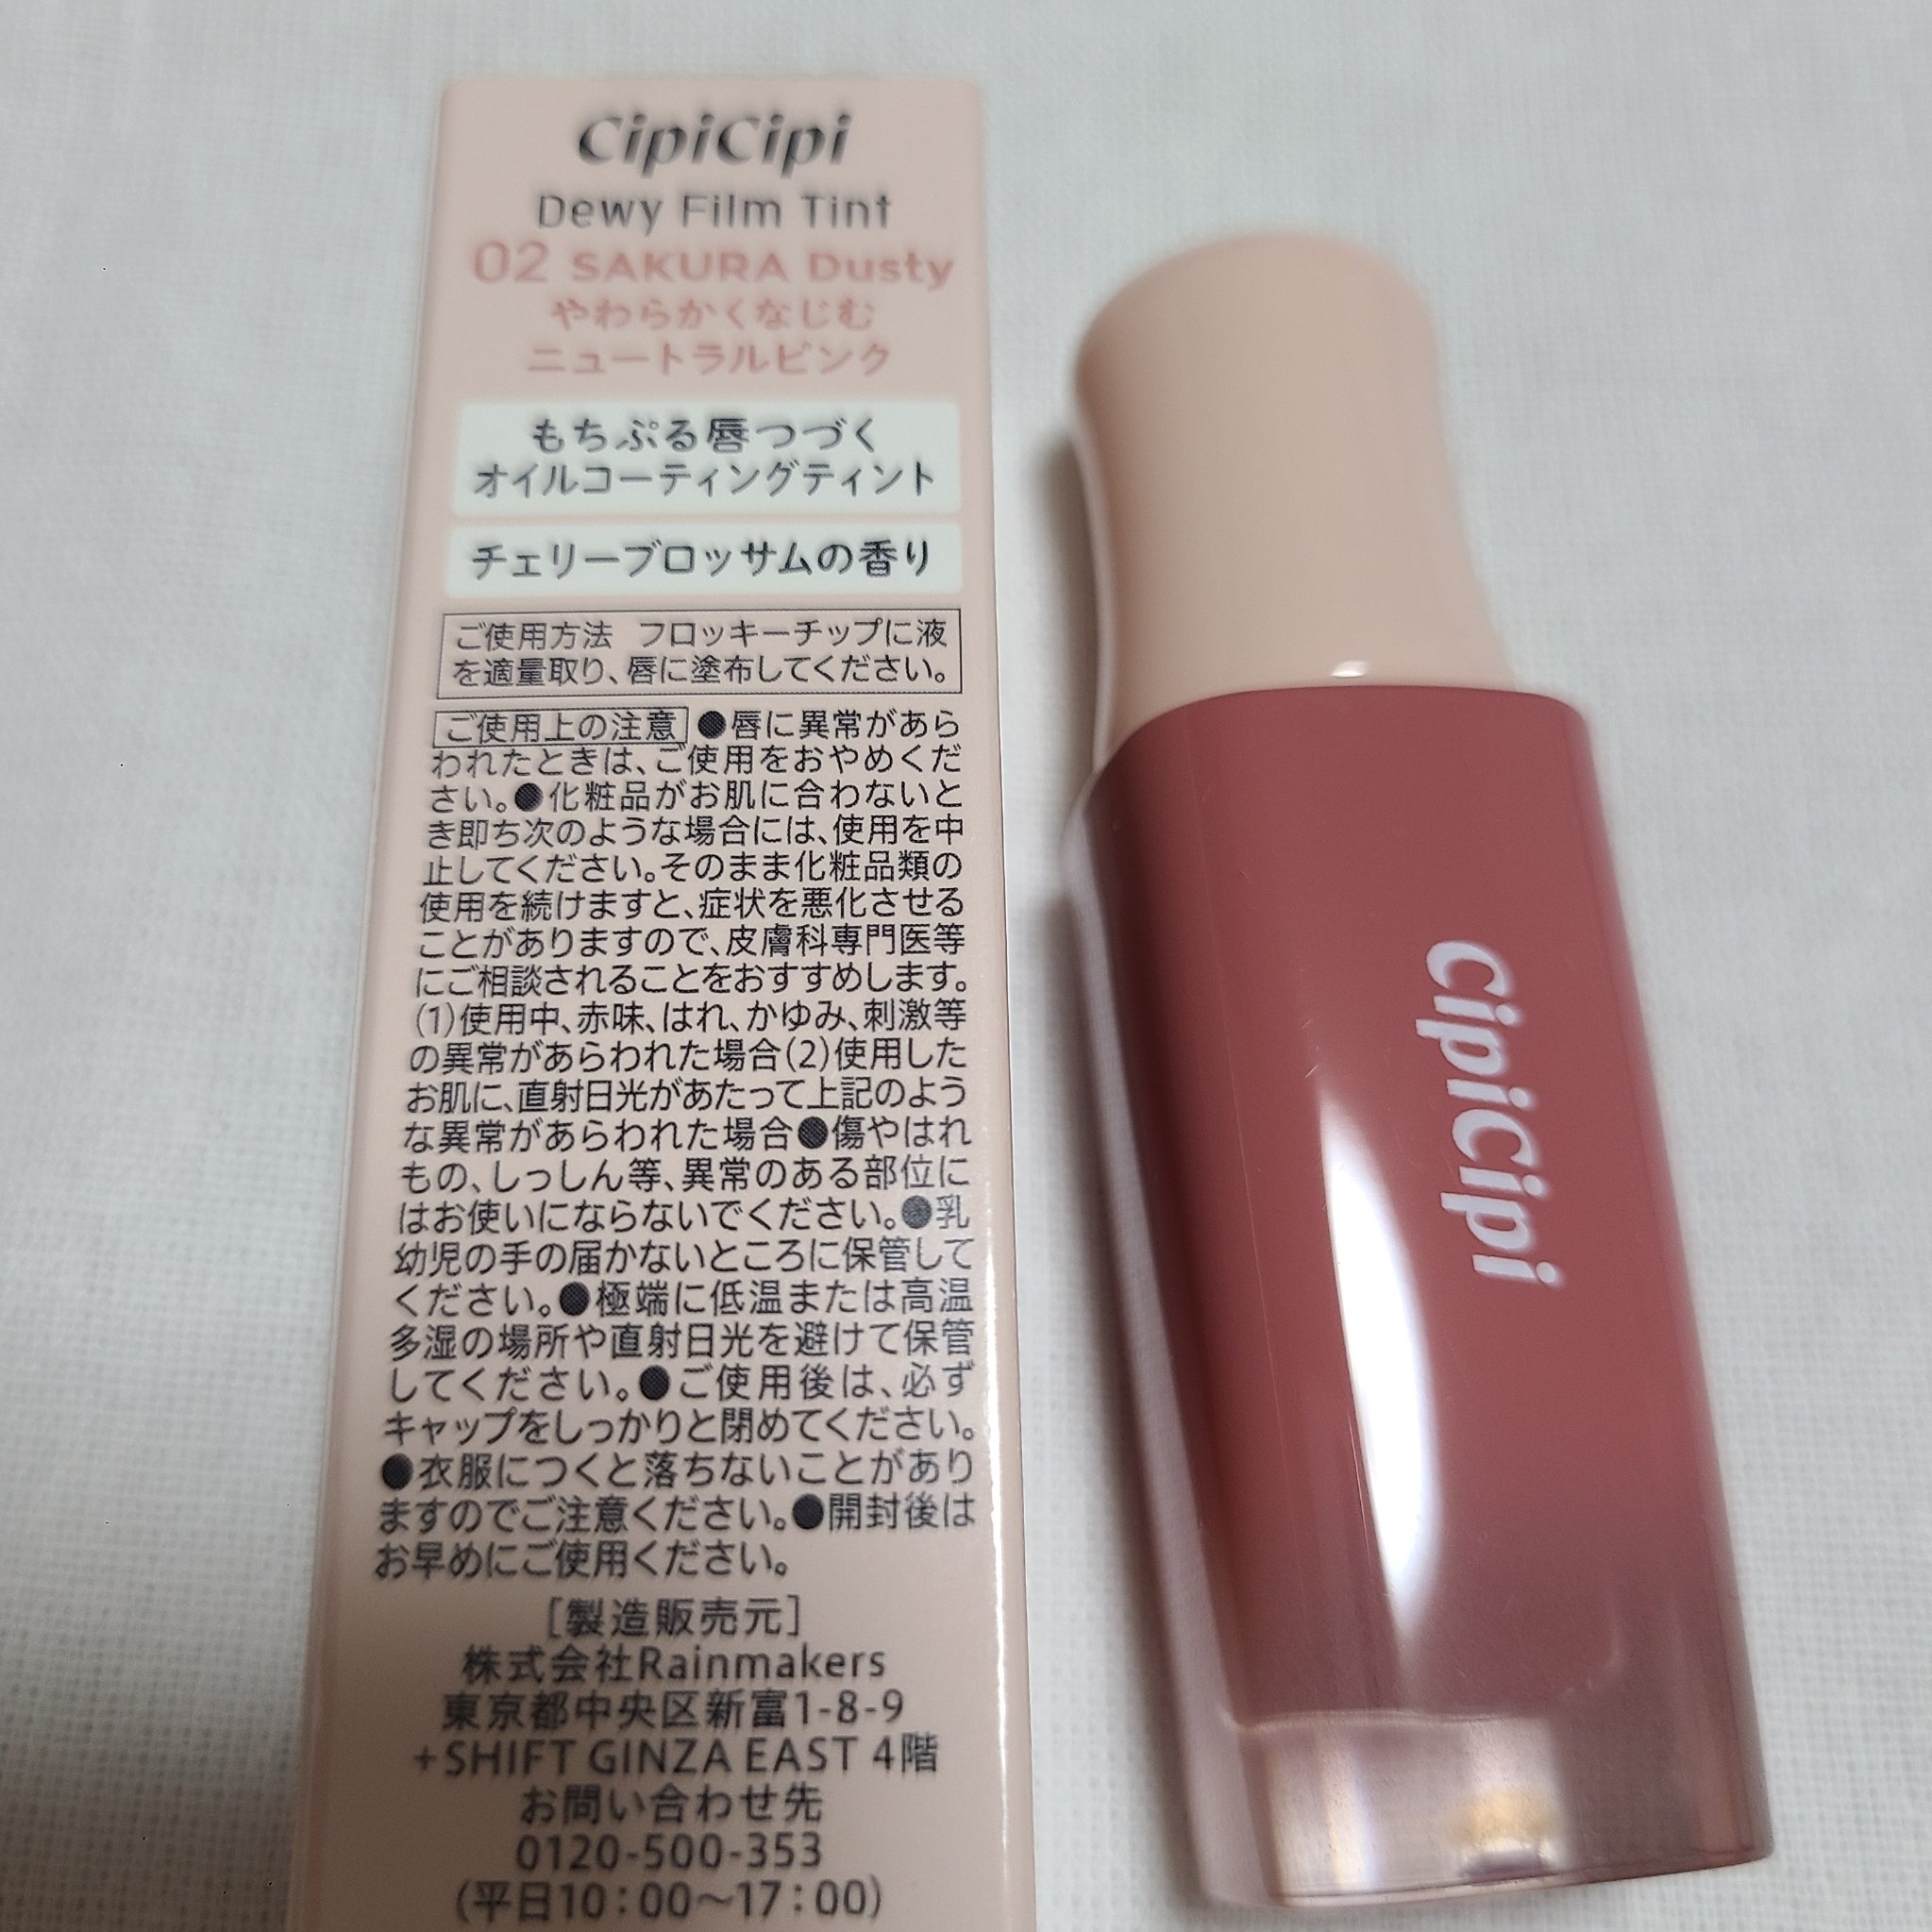 CipiCipi
Dewy Film Tint
02 SAKURA Dusty
やわらかくなじむ
ニュートラルピンク
もちぷる唇つづく
オイルコーティングティント
チェリーブロッサムの香り
ご使用方法 フロッキーチップに液
を適量取り、唇に塗布してください。
ご使用上の注意 ●唇に異常があら
われたときは、ご使用をおやめくだ
さい。●化粧品がお肌に合わないと
き即ち次のような場合には、使用を中
止してください。そのまま化粧品類の
使用を続けますと、症状を悪化させる
ことがありますので、皮膚科専門医等
にご相談されることをおすすめします。
(1)使用中、赤味、はれ、かゆみ、刺激等
の異常があらわれた場合(2)使用した
お肌に、直射日光があたって上記のよう
な異常があらわれた場合●傷やはれ
もの、しっしん等、異常のある部位に
はお使いにならないでください。●乳
幼児の手の届かないところに保管して
ください。●極端に低温または高温
多湿の場所や直射日光を避けて保管
してください。●ご使用後は、必ず
キャップをしっかりと閉めてください。
●衣服につくと落ちないことがあり
ますのでご注意ください。●開封後は
お早めにご使用ください。
[製造販売元]
株式会社Rainmakers
東京都中央区新富1-8-9
+SHIFT GINZA EAST 4階
お問い合わせ先
0120-500-353
(平日10：00〜17：00)
CipiCipi